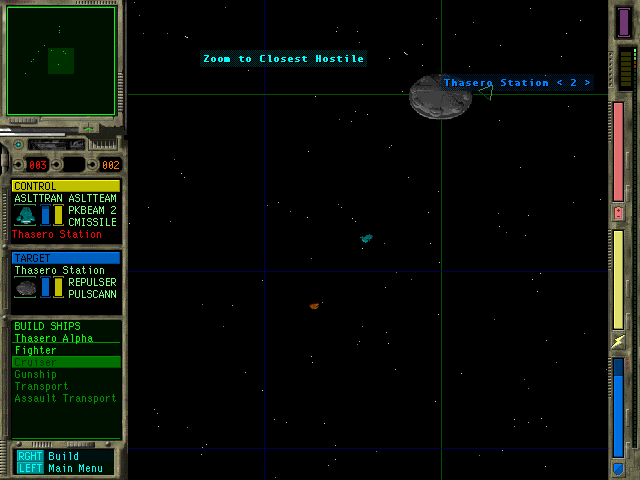 Zoom to Closest Hostile
Thasero Station < 2 >
003
002
CONTROL
ASLTTRAN ASLTTEAM
PKBEAM 2
CMISSILE
Thasero Station
TARGET
Thasero Station
REPULSER
PULSCANN
BUILD SHIPS
Thasero Alpha
Fighter
Cruiser
Gunship
Transport
Assault Transport
RGHT Build
LEFT Main Menu